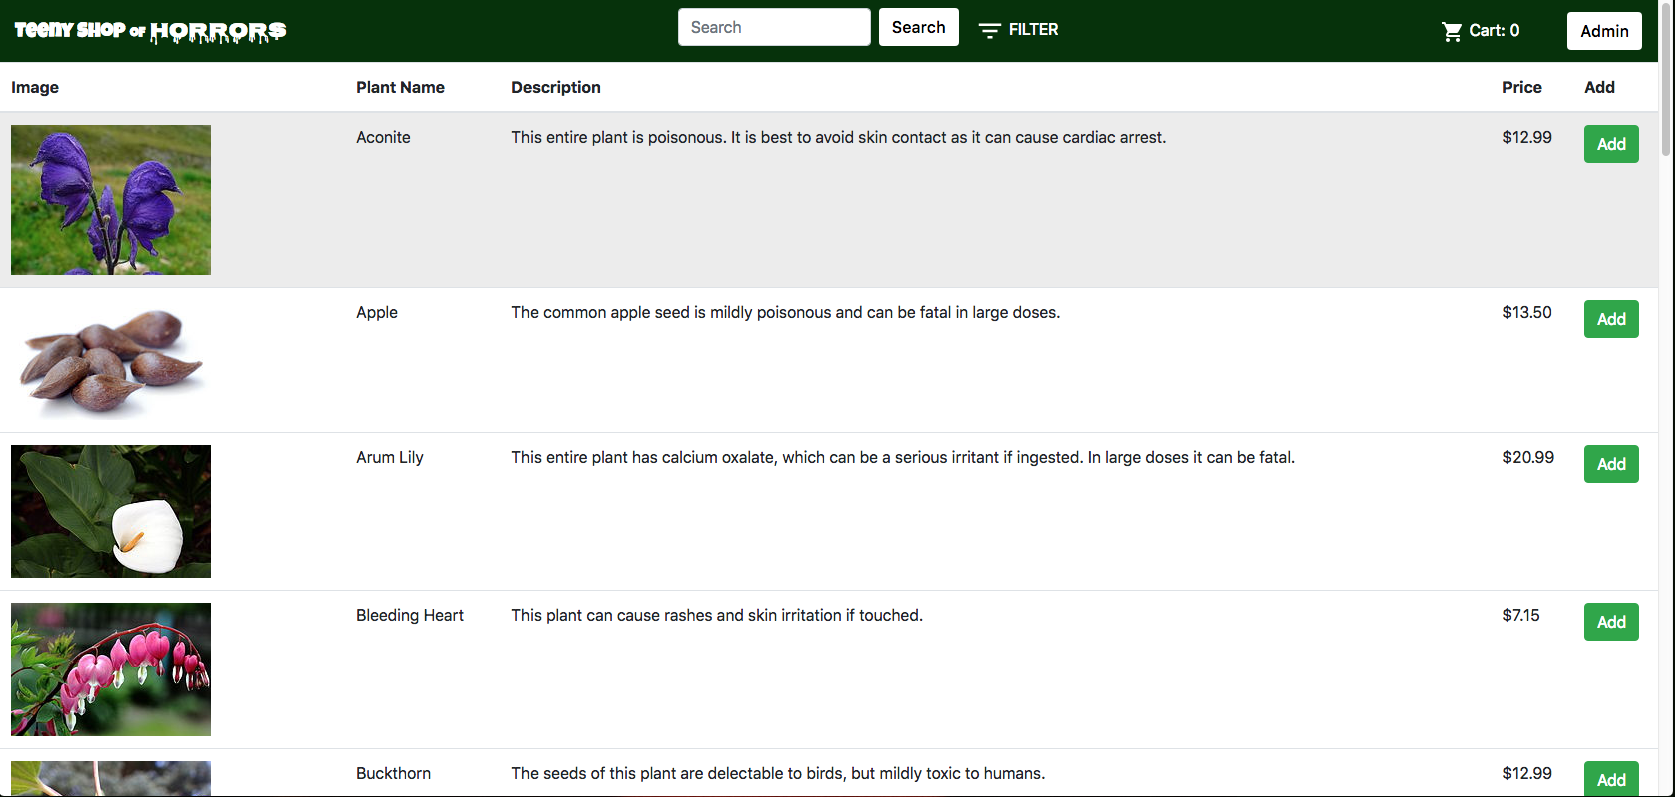 Teeny Shop of HORRORS Search Search FILTER Cart: 0 Admin
Image Plant Name Description Price Add
Aconite This entire plant is poisonous. It is best to avoid skin contact as it can cause cardiac arrest. $12.99 Add
Apple The common apple seed is mildly poisonous and can be fatal in large doses. $13.50 Add
Arum Lily This entire plant has calcium oxalate, which can be a serious irritant if ingested. In large doses it can be fatal. $20.99 Add
Bleeding Heart This plant can cause rashes and skin irritation if touched. $7.15 Add
Buckthorn The seeds of this plant are delectable to birds, but mildly toxic to humans. $12.99 Add